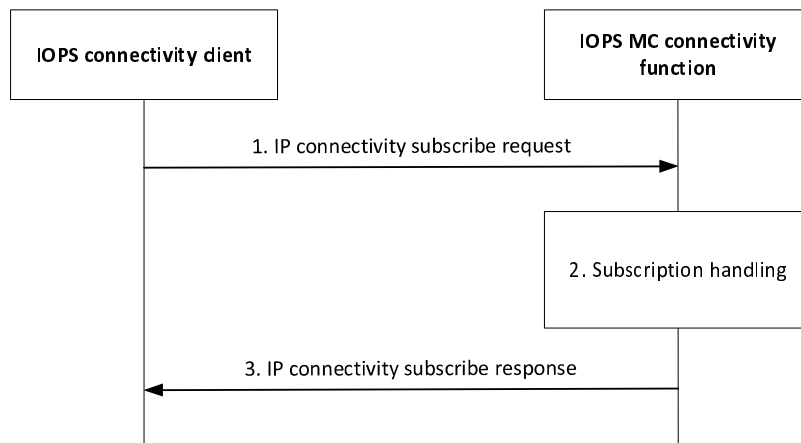 IOPS connectivity client
IOPS MC connectivity
function
1. IP connectivity subscribe request
2. Subscription handling
3. IP connectivity subscribe response